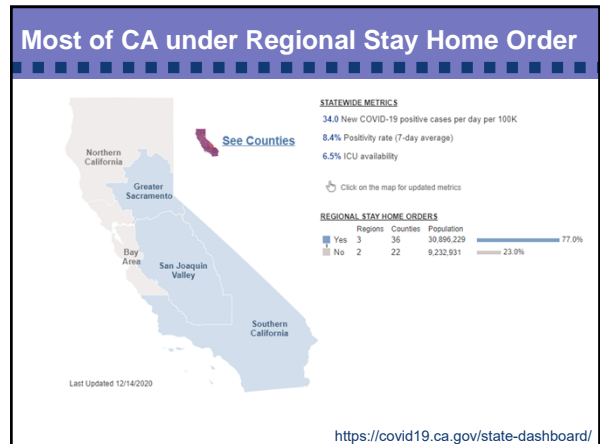 Most of CA under Regional Stay Home Order
See Counties
Northern
California
Greater
Sacramento
Bay
Area
San Joaquin
Valley
Southern
California
Last Updated 12/14/2020
STATEWIDE METRICS
34.0 New COVID-19 positive cases per day per 100K
8.4% Positivity rate (7-day average)
6.5% ICU availability
Click on the map for updated metrics
REGIONAL STAY HOME ORDERS
Regions Counties Population
Yes 3 36 30,896,229 77.0%
No 2 22 9,232,931 23.0%
https://covid19.ca.gov/state-dashboard/